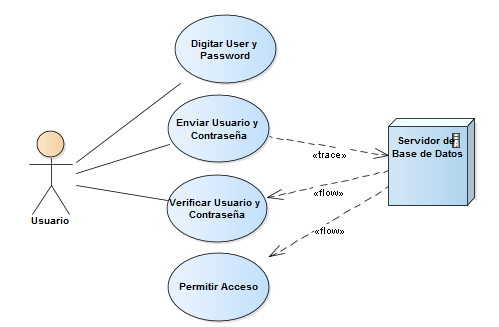 Digitar User y
Password
Enviar Usuario y
Contraseña
«trace»
Servidor de
Base de Datos
Verificar Usuario y
Contraseña
«flow»
Usuario
«flow»
Permitir Acceso